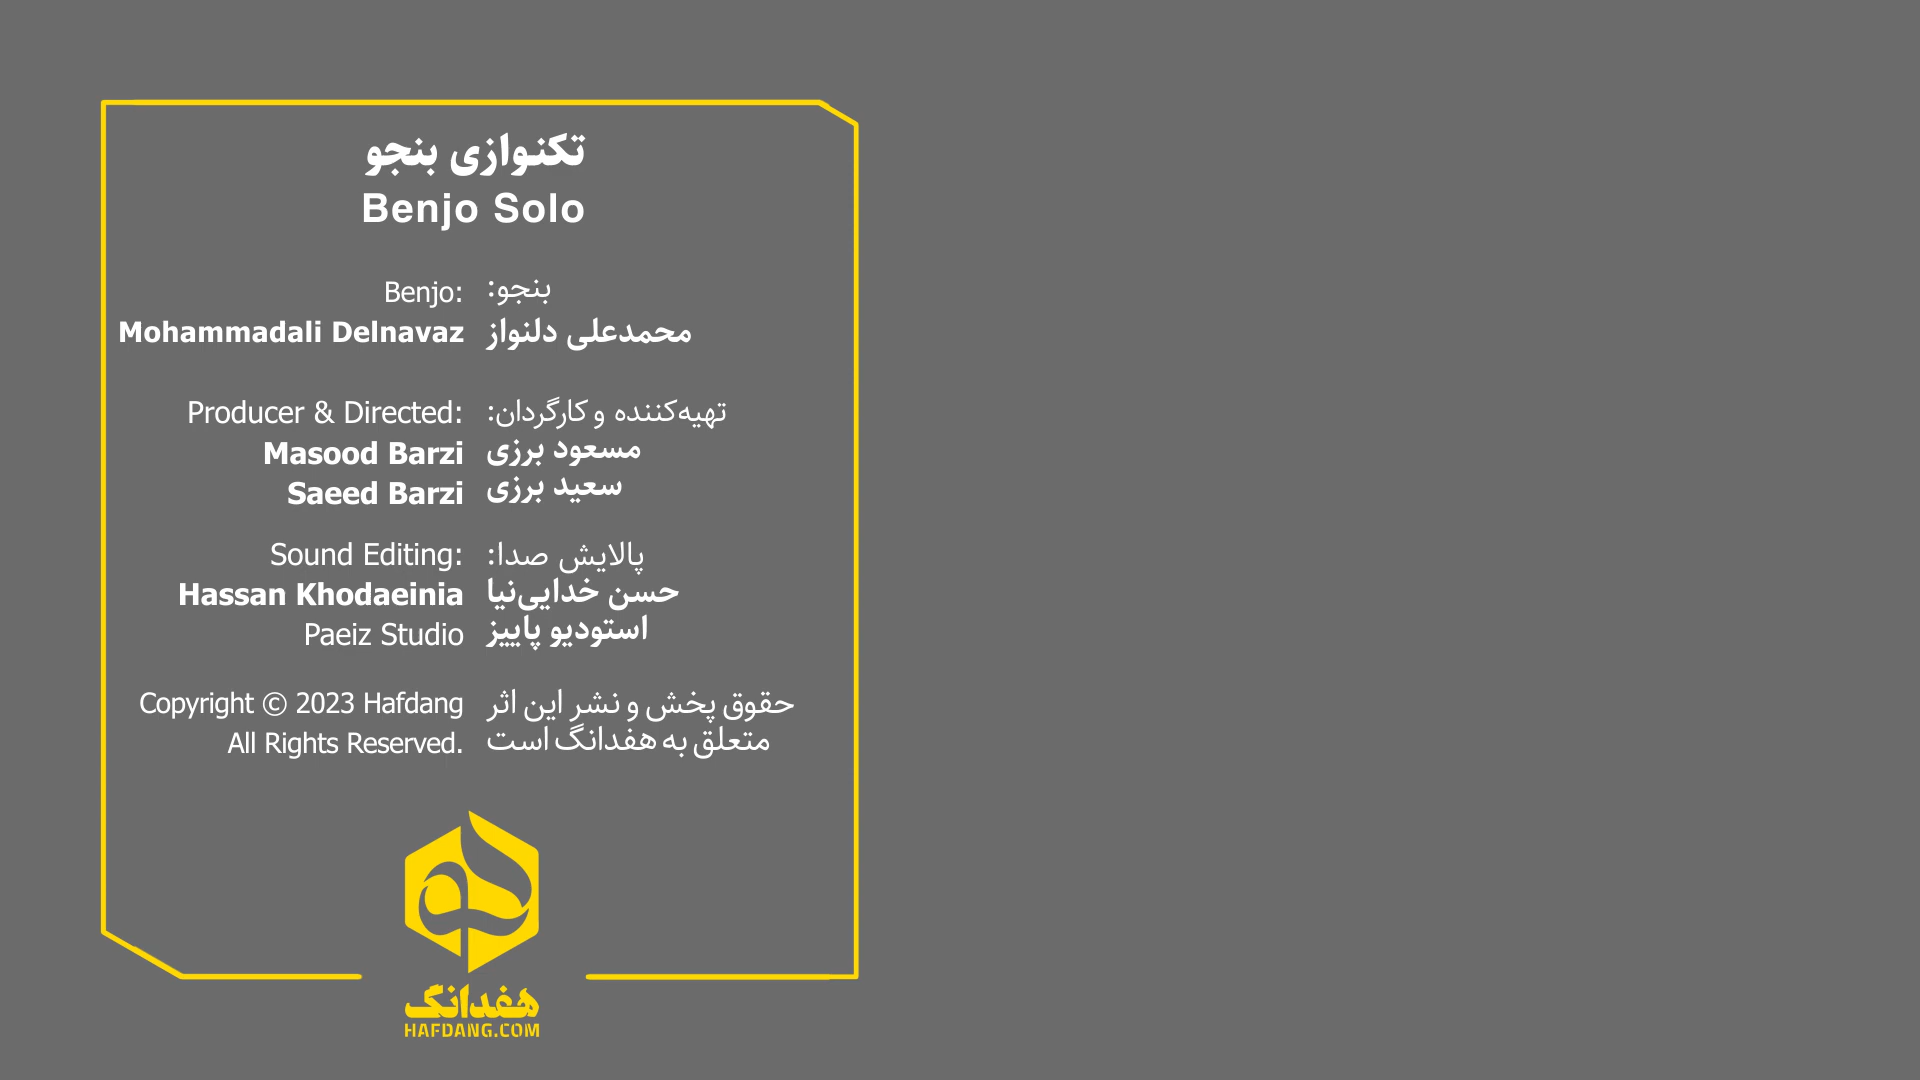 تکنوازی بنجو
Benjo Solo
Benjo: بنجو:
Mohammadali Delnavaz محمدعلی دلنواز
Producer & Directed: تهیه‌کننده و کارگردان:
Masood Barzi مسعود برزی
Saeed Barzi سعید برزی
Sound Editing: پالایش صدا:
Hassan Khodaeinia حسن خدایی‌نیا
Paeiz Studio استودیو پاییز
Copyright © 2023 Hafdang حقوق پخش و نشر این اثر
All Rights Reserved. متعلق به هفدانگ است
هفدانگ
HAFDANG.COM